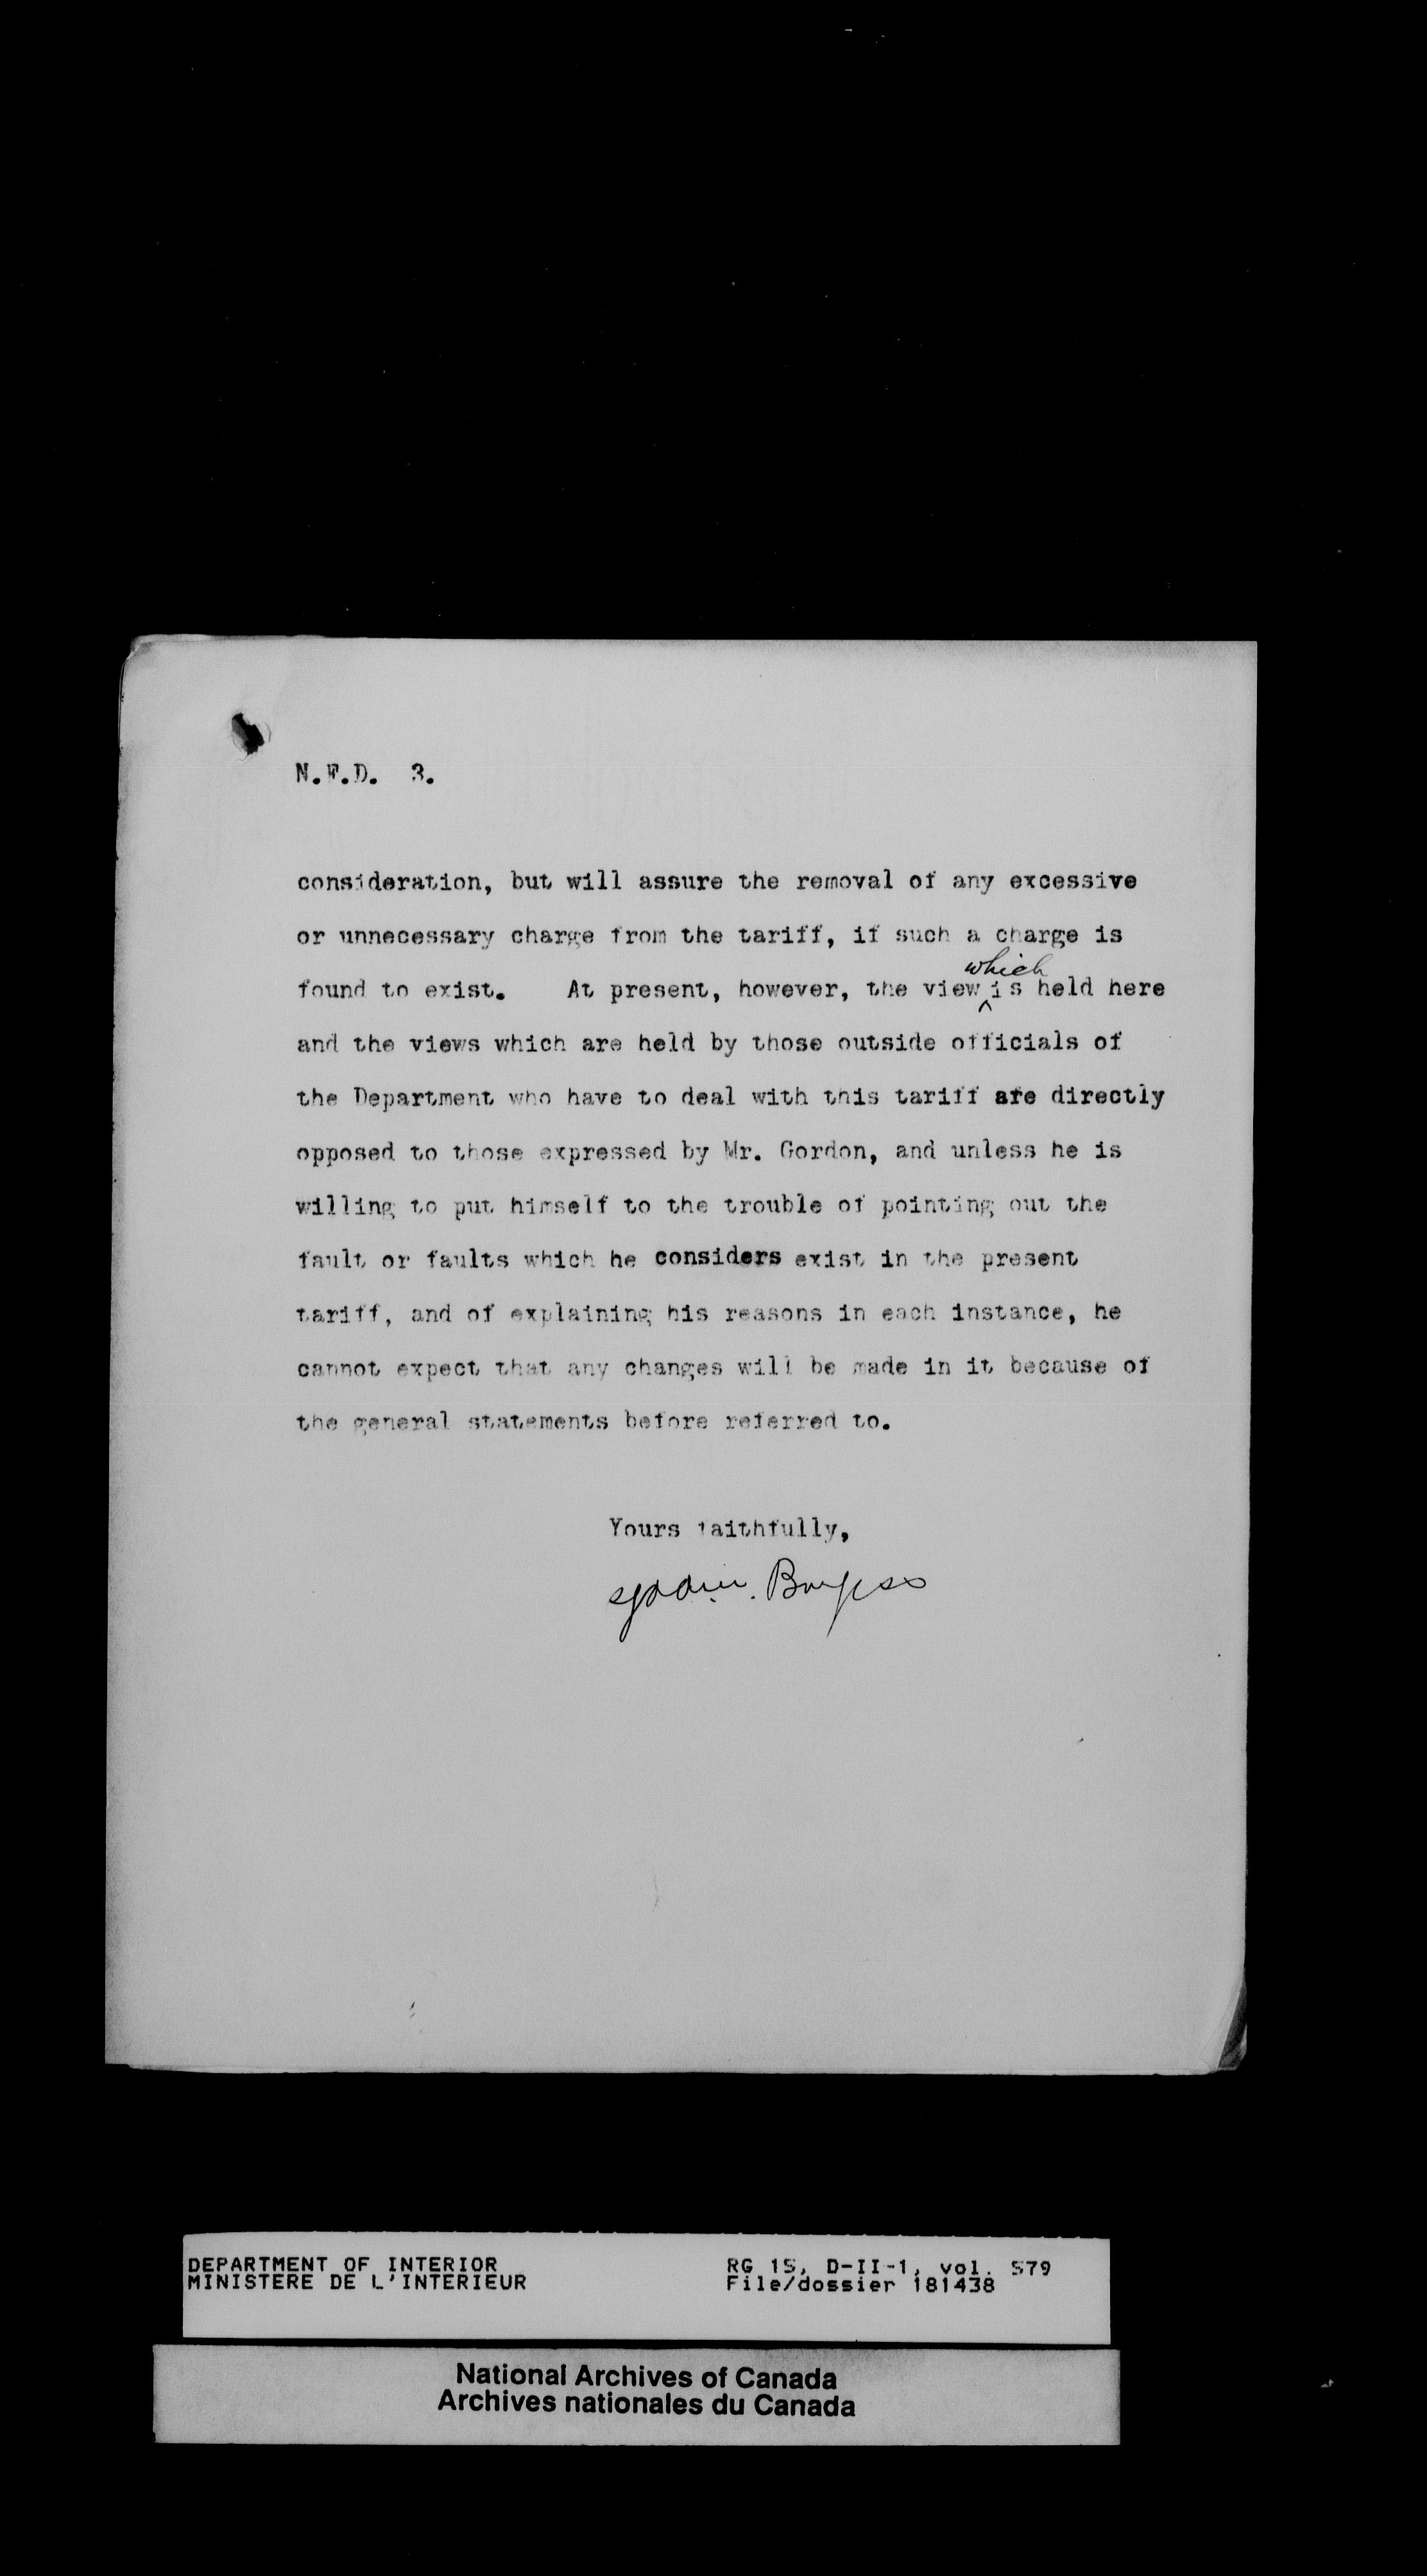 N.F.D. 3.
consideration, but will assure the removal of any excessive
or unnecessary charge from the tariff, if such a charge is
which
found to exist. At present, however, the view is held here
and the views which are held by those outside officials of
the Department who have to deal with this tariff are directly
opposed to those expressed by Mr. Gordon, and unless he is
willing to put himself to the trouble of pointing out the
fault or faults which he considers exist in the present
tariff, and of explaining his reasons in each instance, he
cannot expect that any changes will be made in it because of
the general statements before referred to.
Yours faithfully,
Burgess
DEPARTMENT OF INTERIOR
MINISTERE DE L'INTERIEUR
RG 15, D-II-1, vol. 579
File/dossier 181438
National Archives of Canada
Archives nationales du Canada